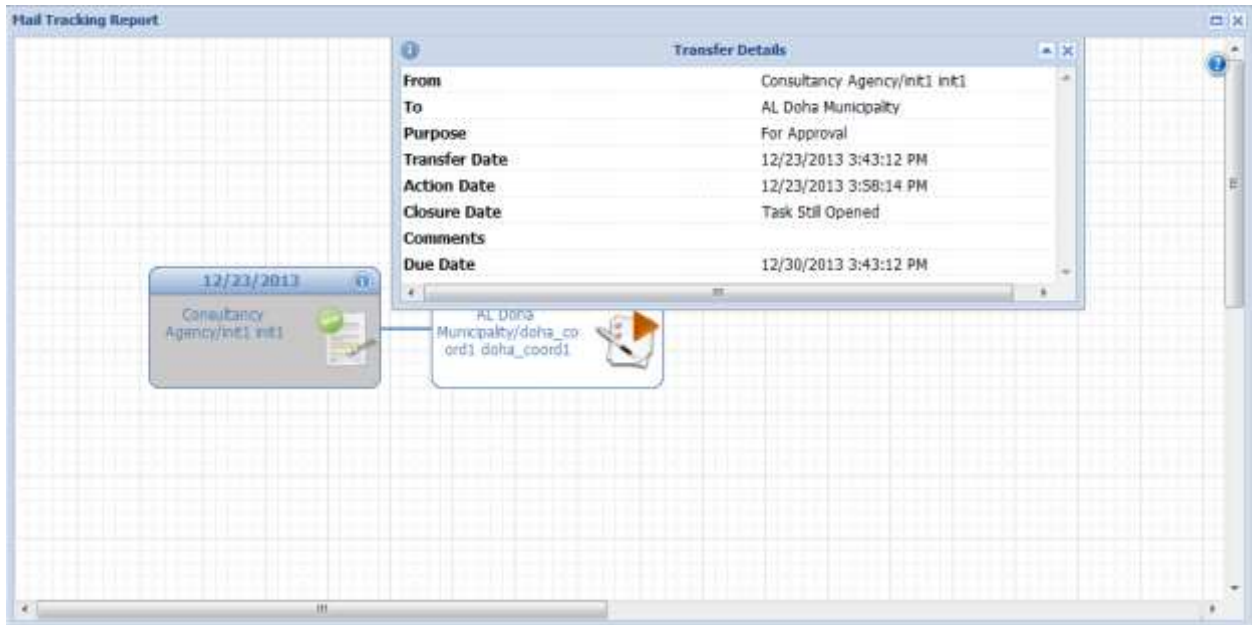 Mail Tracking Report
Transfer Details
From Consultancy Agency/init1 init1
To AL Doha Municipality
Purpose For Approval
Transfer Date 12/23/2013 3:43:12 PM
Action Date 12/23/2013 3:58:14 PM
Closure Date Task Still Opened
Comments
Due Date 12/30/2013 3:43:12 PM
12/23/2013
Consultancy
Agency/init1 init1
AL Doha
Municipality/doha_co
ord1 doha_coord1